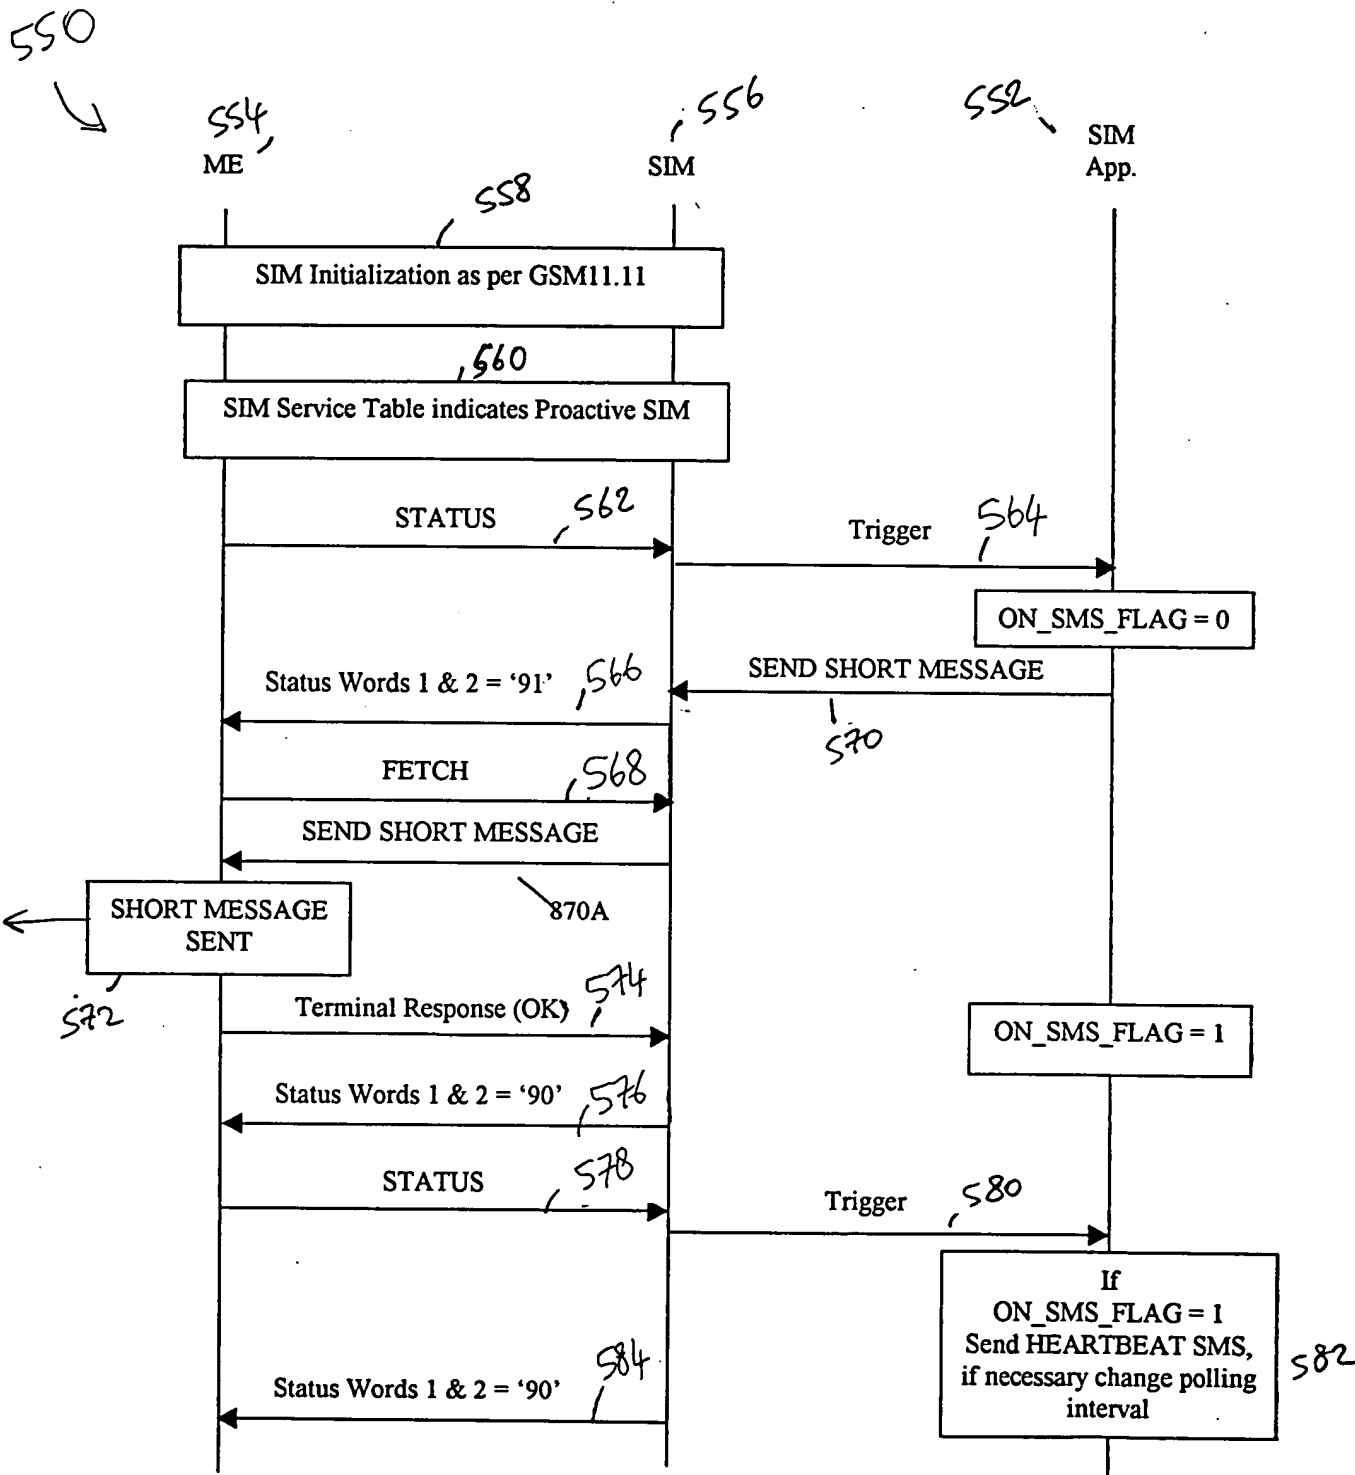 550
554
556
552
ME
SIM
SIM
App.
558
SIM Initialization as per GSM11.11
560
SIM Service Table indicates Proactive SIM
STATUS
562
Trigger
564
ON_SMS_FLAG = 0
Status Words 1 & 2 = ‘91’
566
SEND SHORT MESSAGE
570
FETCH
568
SEND SHORT MESSAGE
870A
SHORT MESSAGE
SENT
572
Terminal Response (OK)
574
ON_SMS_FLAG = 1
Status Words 1 & 2 = ‘90’
576
STATUS
578
Trigger
580
If
ON_SMS_FLAG = 1
Send HEARTBEAT SMS,
if necessary change polling
interval
582
Status Words 1 & 2 = ‘90’
584